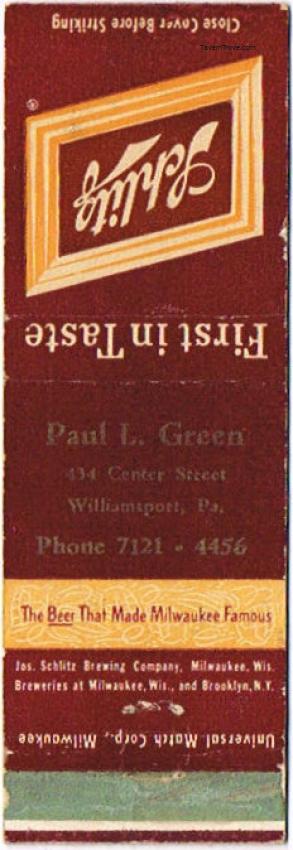 Close Cover Before Striking
TavernTrove.com
®
Schlitz
First in Taste
Paul L. Green
434 Center Street
Williamsport, Pa.
Phone 7121 - 4456
The Beer That Made Milwaukee Famous
Jos. Schlitz Brewing Company, Milwaukee, Wis.
Breweries at Milwaukee, Wis., and Brooklyn, N.Y.
Universal Match Corp., Milwaukee